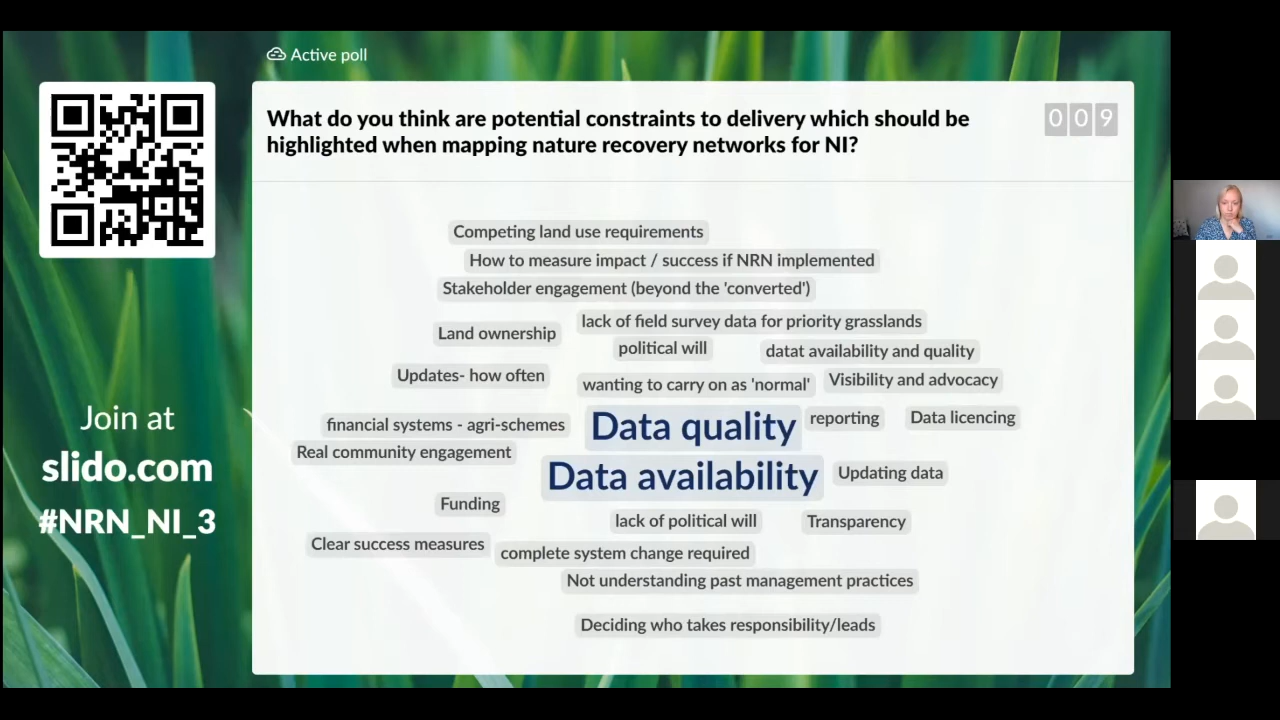 Active poll
What do you think are potential constraints to delivery which should be
highlighted when mapping nature recovery networks for NI?
009
Competing land use requirements
How to measure impact / success if NRN implemented
Stakeholder engagement (beyond the 'converted')
lack of field survey data for priority grasslands
Land ownership
political will
datat availability and quality
Updates- how often
wanting to carry on as 'normal'
Visibility and advocacy
financial systems - agri-schemes
Data quality
reporting
Data licencing
Real community engagement
Data availability
Updating data
Funding
lack of political will
Transparency
Clear success measures
complete system change required
Not understanding past management practices
Deciding who takes responsibility/leads
Join at
slido.com
#NRN_NI_3